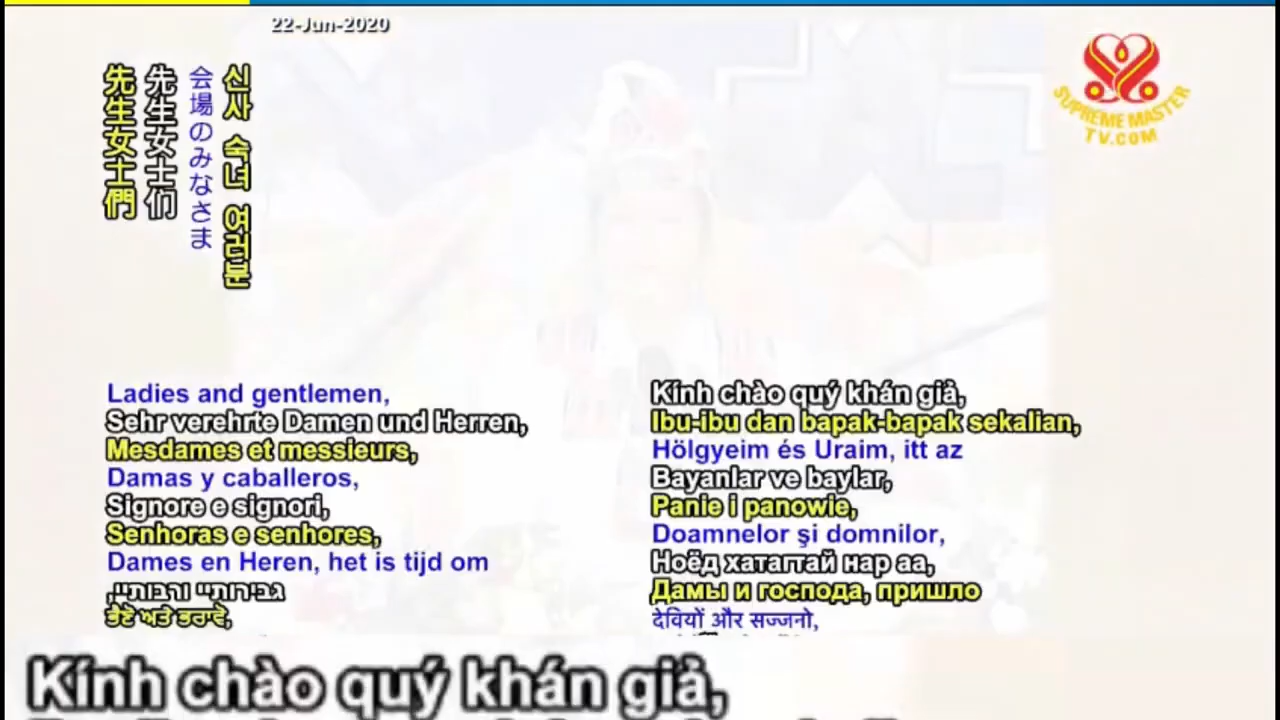 22-Jun-2020
SUPREME MASTER
TV.COM
先生女士們
先生女士们
会場のみなさま
신사 숙녀 여러분
Ladies and gentlemen,
Sehr verehrte Damen und Herren,
Mesdames et messieurs,
Damas y caballeros,
Signore e signori,
Senhoras e senhores,
Dames en Heren, het is tijd om
גבירותיי ורבותיי,
ਭੈਣੋ ਅਤੇ ਭਰਾਵੋ,
Kính chào quý khán giả,
Ibu-ibu dan bapak-bapak sekalian,
Hölgyeim és Uraim, itt az
Bayanlar ve baylar,
Panie i panowie,
Doamnelor şi domnilor,
Ноёд хатагтай нар аа,
Дамы и господа, пришло
देवियों और सज्जनो,
Kính chào quý khán giả,